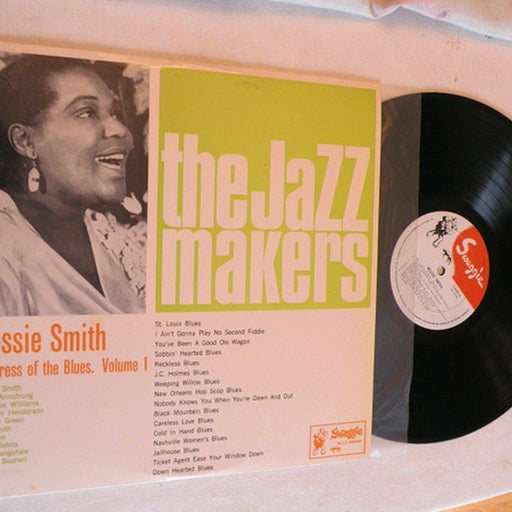 the Jazz
makers
ssie Smith
ress of the Blues. Volume 1
Smith
Armstrong
Williams
Henderson
Green
Johns
angshaw
Bushell
St. Louis Blues
I Ain't Gonna Play No Second Fiddle
You've Been A Good Ole Wagon
Sobbin' Hearted Blues
Reckless Blues
J.C. Holmes Blues
Weeping Willow Blues
New Orleans Hop Scop Blues
Nobody Knows You When You're Down And Out
Black Mountain Blues
Careless Love Blues
Cold In Hand Blues
Nashville Women's Blues
Jailhouse Blues
Ticket Agent Ease Your Window Down
Down Hearted Blues
Swaggie
Swaggie